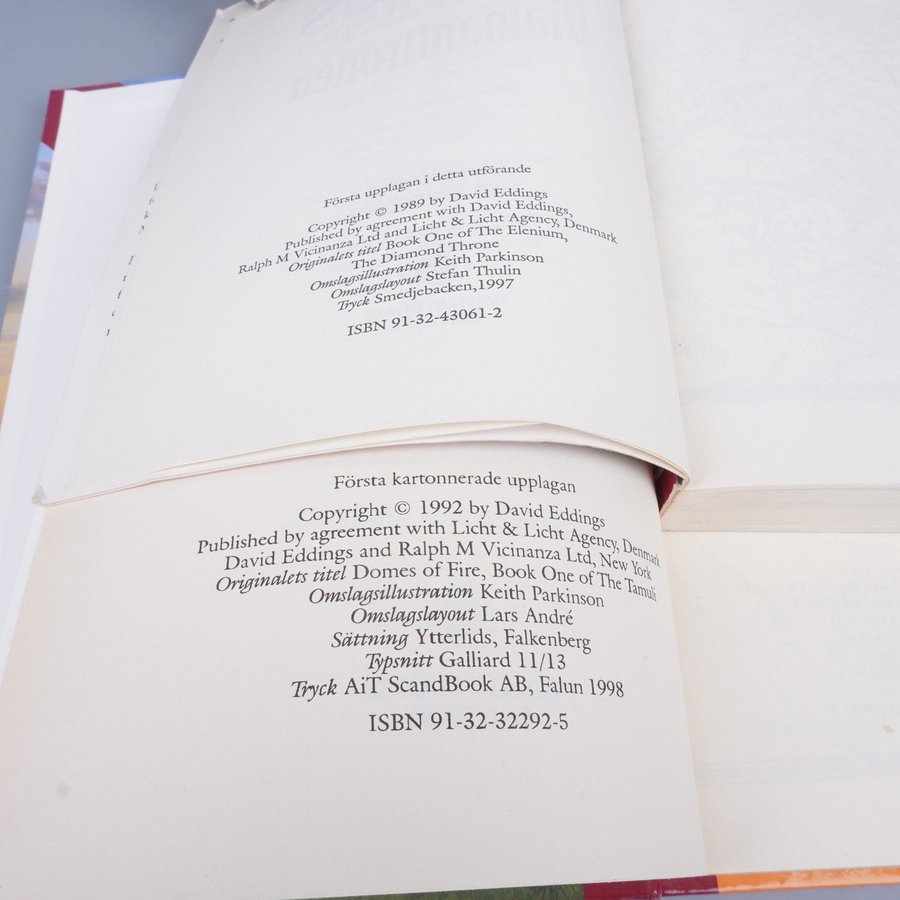 Första upplagan i detta utförande
Copyright © 1989 by David Eddings
Published by agreement with David Eddings,
Ralph M Vicinanza Ltd and Licht & Licht Agency, Denmark
Originalets titel Book One of The Elenium,
The Diamond Throne
Omslagsillustration Keith Parkinson
Omslagslayout Stefan Thulin
Tryck Smedjebacken,1997
ISBN 91-32-43061-2
Första kartonnerade upplagan
Copyright © 1992 by David Eddings
Published by agreement with Licht & Licht Agency, Denmark
David Eddings and Ralph M Vicinanza Ltd, New York
Originalets titel Domes of Fire, Book One of The Tamuli
Omslagsillustration Keith Parkinson
Omslagslayout Lars André
Sättning Ytterlids, Falkenberg
Typsnitt Galliard 11/13
Tryck AiT ScandBook AB, Falun 1998
ISBN 91-32-32292-5